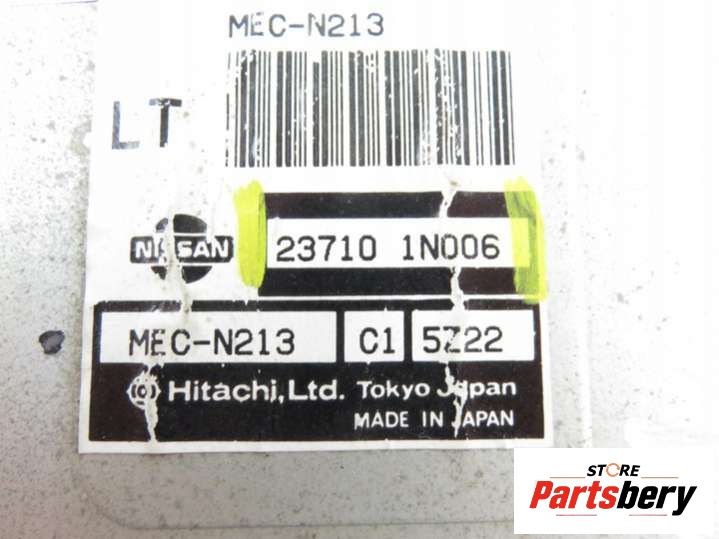 MEC-N213
LT
NISSAN 23710 1N006
MEC-N213 C1 5Z22
Hitachi, Ltd. Tokyo Japan
MADE IN JAPAN
STORE
Partsbery